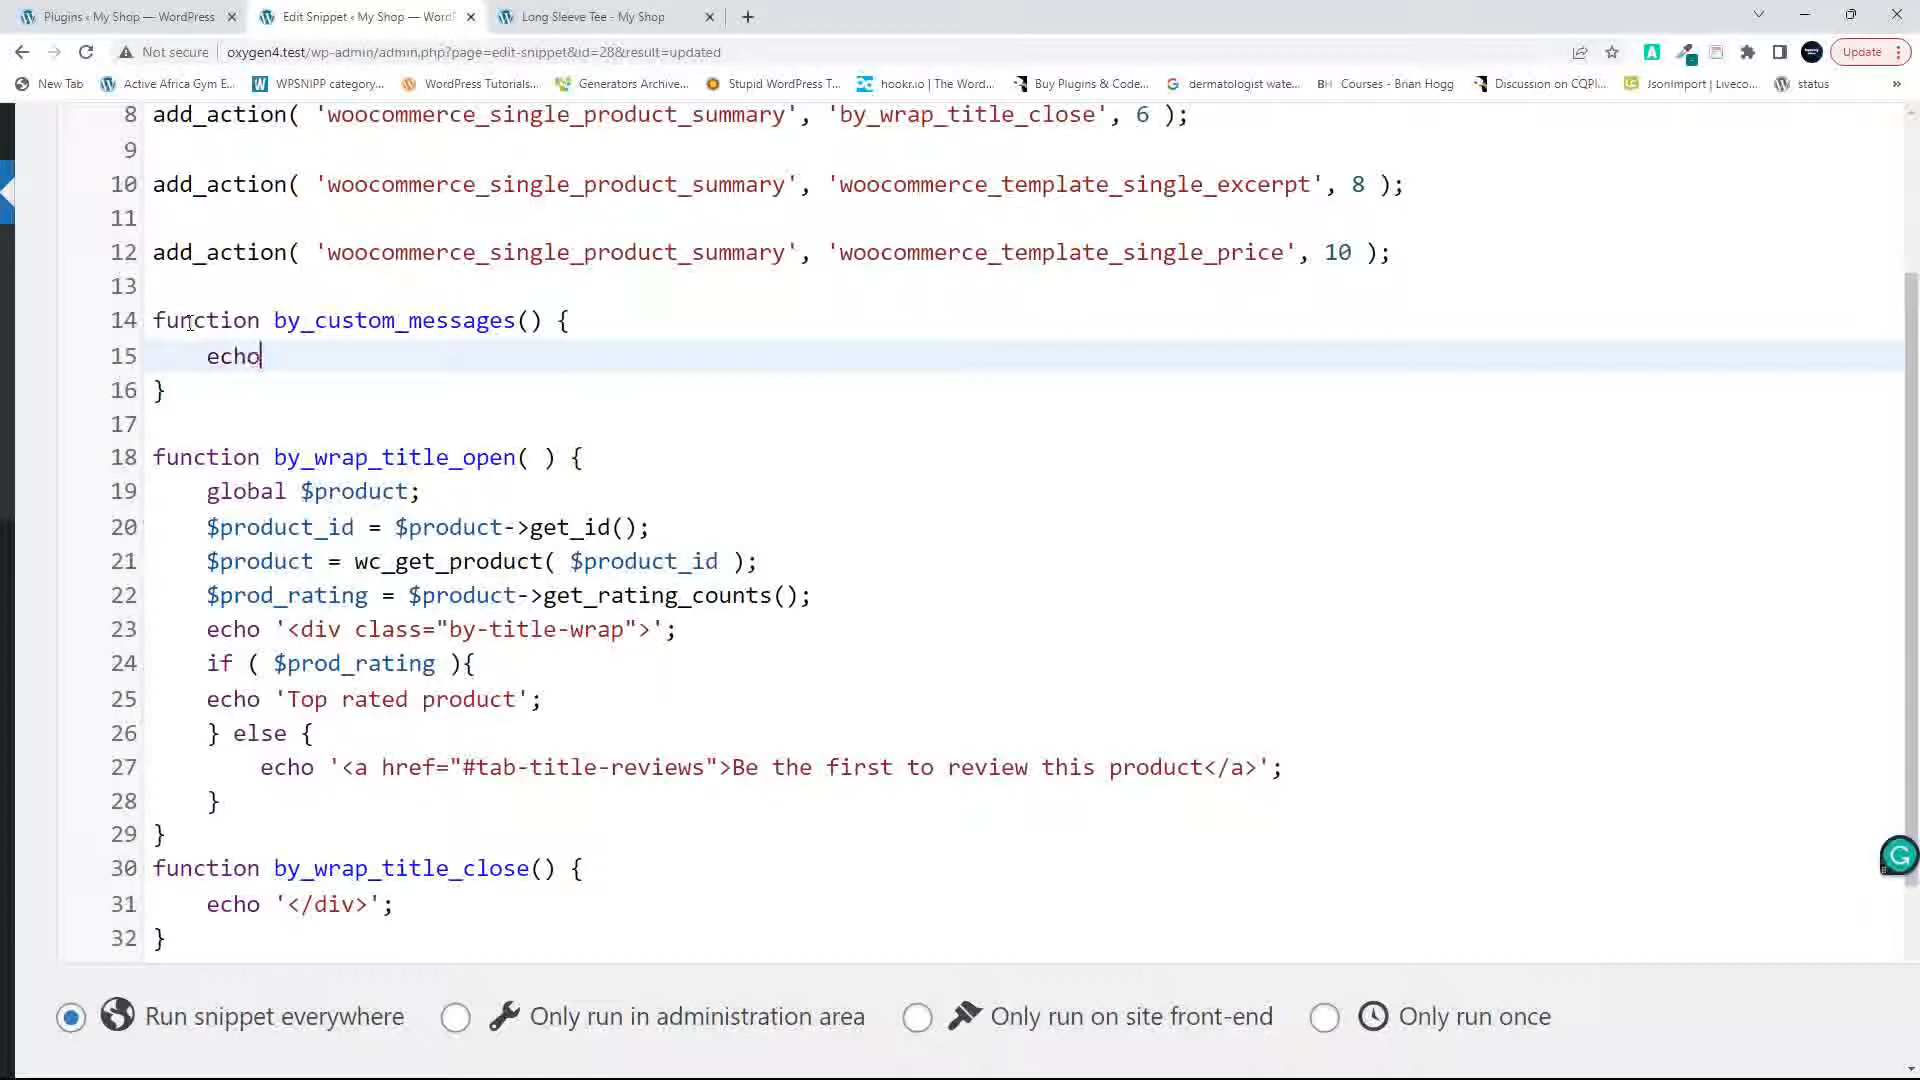 Plugins ‹ My Shop — WordPress
Edit Snippet ‹ My Shop — Word
Long Sleeve Tee - My Shop
Not secure
oxygen4.test/wp-admin/admin.php?page=edit-snippet&id=28&result=updated
Update
New Tab
Active Africa Gym E...
WPSNIPP category...
WordPress Tutorials...
Generators Archive...
Stupid WordPress T...
hookr.io | The Word...
Buy Plugins & Code...
dermatologist wate...
BH Courses - Brian Hogg
Discussion on CQPI...
Jsonimport | Liveco...
status
8 add_action( 'woocommerce_single_product_summary', 'by_wrap_title_close', 6 );
9
10 add_action( 'woocommerce_single_product_summary', 'woocommerce_template_single_excerpt', 8 );
11
12 add_action( 'woocommerce_single_product_summary', 'woocommerce_template_single_price', 10 );
13
14 function by_custom_messages() {
15 echo
16 }
17
18 function by_wrap_title_open( ) {
19 global $product;
20 $product_id = $product->get_id();
21 $product = wc_get_product( $product_id );
22 $prod_rating = $product->get_rating_counts();
23 echo '<div class="by-title-wrap">';
24 if ( $prod_rating ){
25 echo 'Top rated product';
26 } else {
27 echo '<a href="#tab-title-reviews">Be the first to review this product</a>';
28 }
29 }
30 function by_wrap_title_close() {
31 echo '</div>';
32 }
Run snippet everywhere
Only run in administration area
Only run on site front-end
Only run once